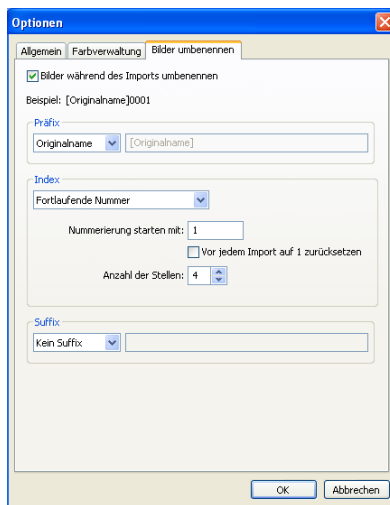 Optionen
Allgemein Farbverwaltung Bilder umbenennen
Bilder während des Imports umbenennen
Beispiel: [Originalname]0001
Präfix
Originalname [Originalname]
Index
Fortlaufende Nummer
Nummerierung starten mit: 1
Vor jedem Import auf 1 zurücksetzen
Anzahl der Stellen: 4
Suffix
Kein Suffix
OK Abbrechen